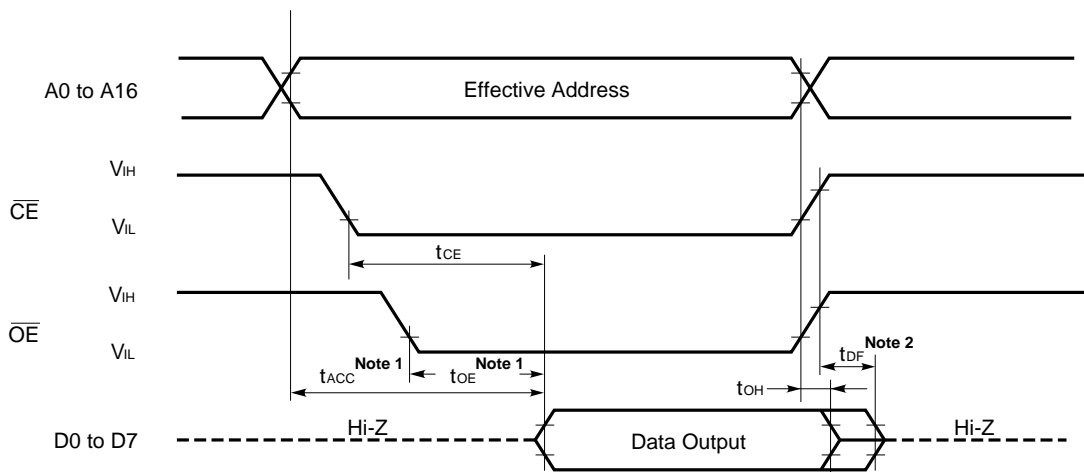 A0 to A16
Effective Address
VIH
CE
VIL
tCE
VIH
OE
VIL
tACC Note 1
tOE Note 1
tDF Note 2
tOH
D0 to D7
Hi-Z
Data Output
Hi-Z